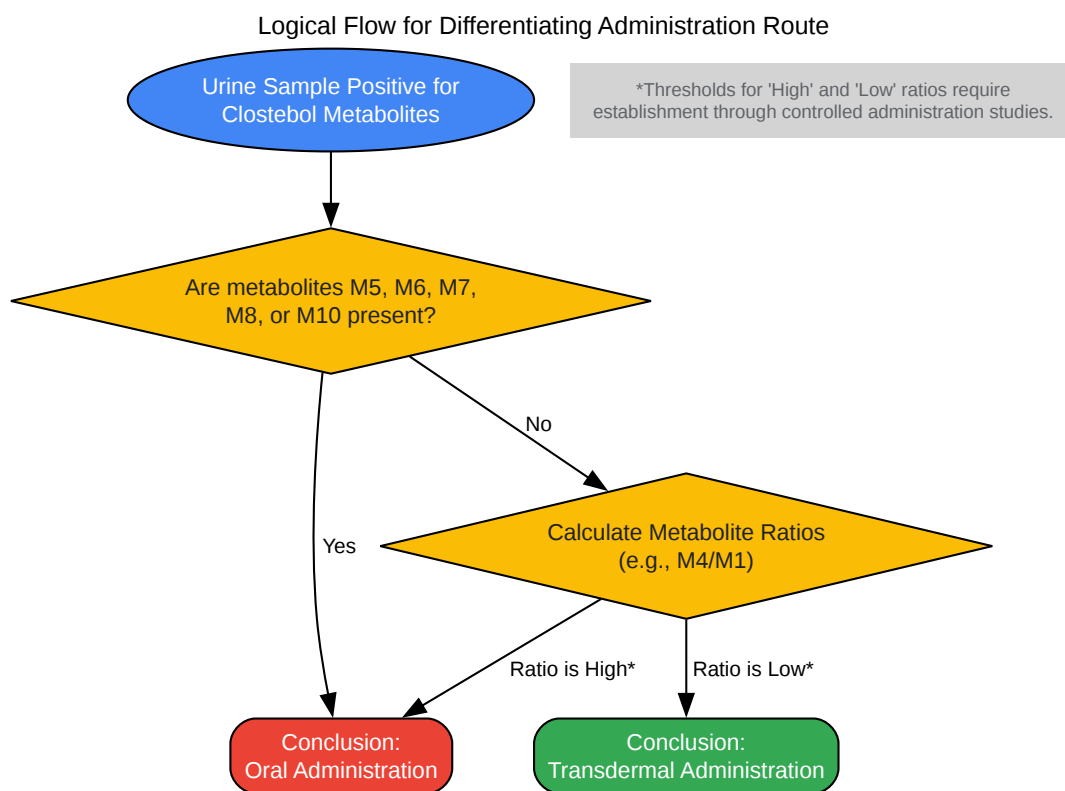 Logical Flow for Differentiating Administration Route
Urine Sample Positive for
Clostebol Metabolites
*Thresholds for 'High' and 'Low' ratios require
establishment through controlled administration studies.
Are metabolites M5, M6, M7,
M8, or M10 present?
No
Yes
Calculate Metabolite Ratios
(e.g., M4/M1)
Ratio is High*
Ratio is Low*
Conclusion:
Oral Administration
Conclusion:
Transdermal Administration